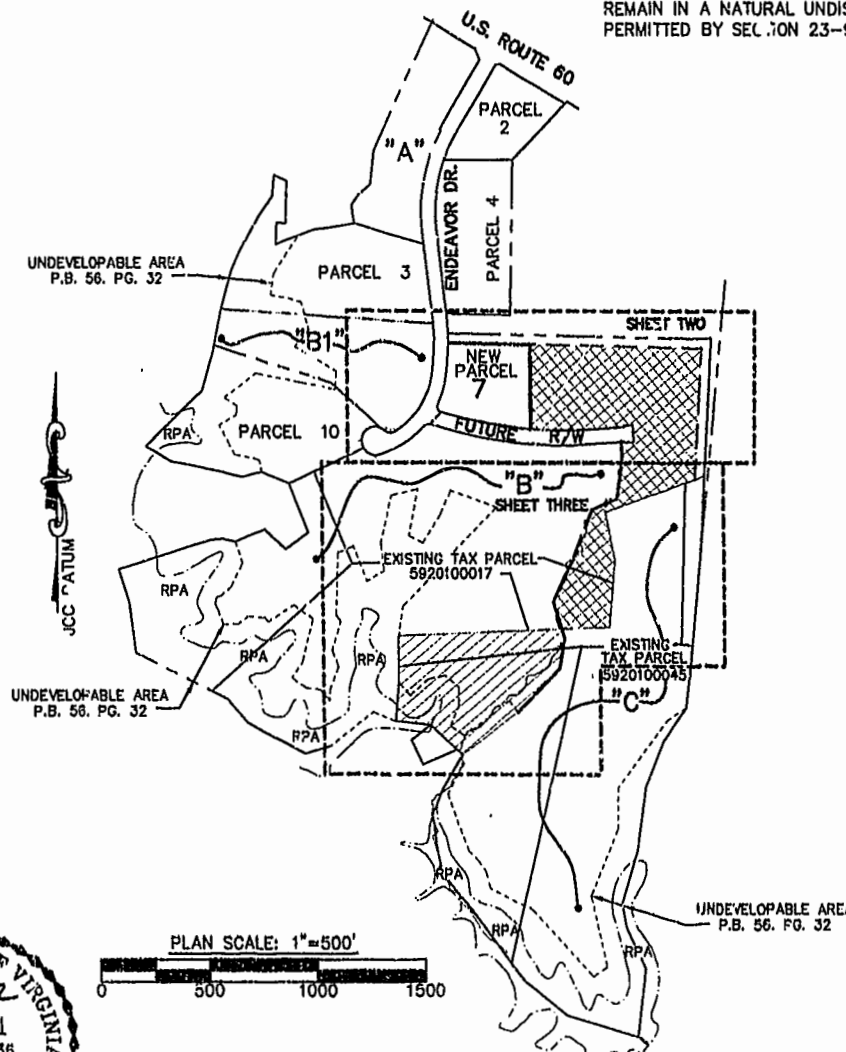 REMAIN IN A NATURAL UNDIS
PERMITTED BY SECTION 23-9
U.S. ROUTE 60
PARCEL
2
"A"
ENDEAVOR DR.
PARCEL 4
UNDEVELOPABLE AREA
P.B. 56. PG. 32
PARCEL 3
SHEET TWO
"B1"
NEW
PARCEL
7
RPA
PARCEL 10
FUTURE R/W
"B"
SHEET THREE
JCC DATUM
EXISTING TAX PARCEL
5920100017
RPA
RPA
RPA
EXISTING
TAX PARCEL
5920100045
"C"
UNDEVELOPABLE AREA
P.B. 56. PG. 32
RPA
RPA
UNDEVELOPABLE AREA
P.B. 56. PG. 32
RPA
RPA
PLAN SCALE: 1"=500'
0 500 1000 1500
F VIRGINIA